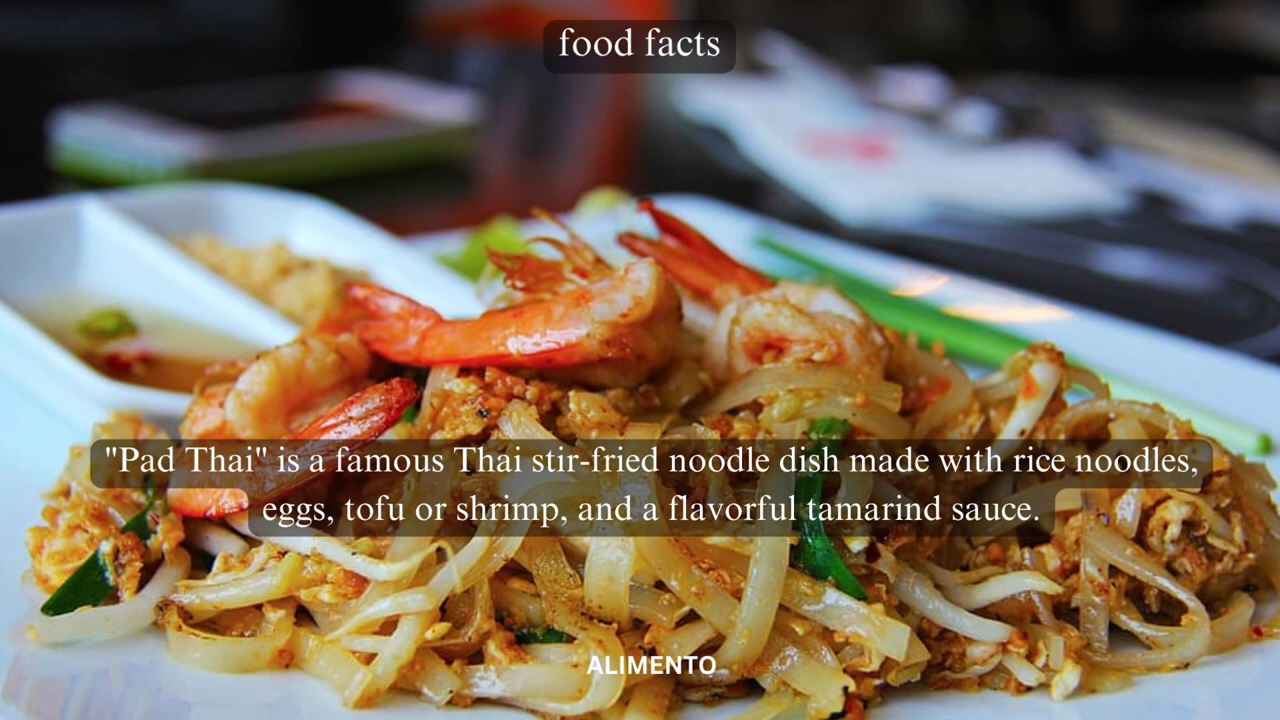 food facts
"Pad Thai" is a famous Thai stir-fried noodle dish made with rice noodles,
eggs, tofu or shrimp, and a flavorful tamarind sauce.
ALIMENTO